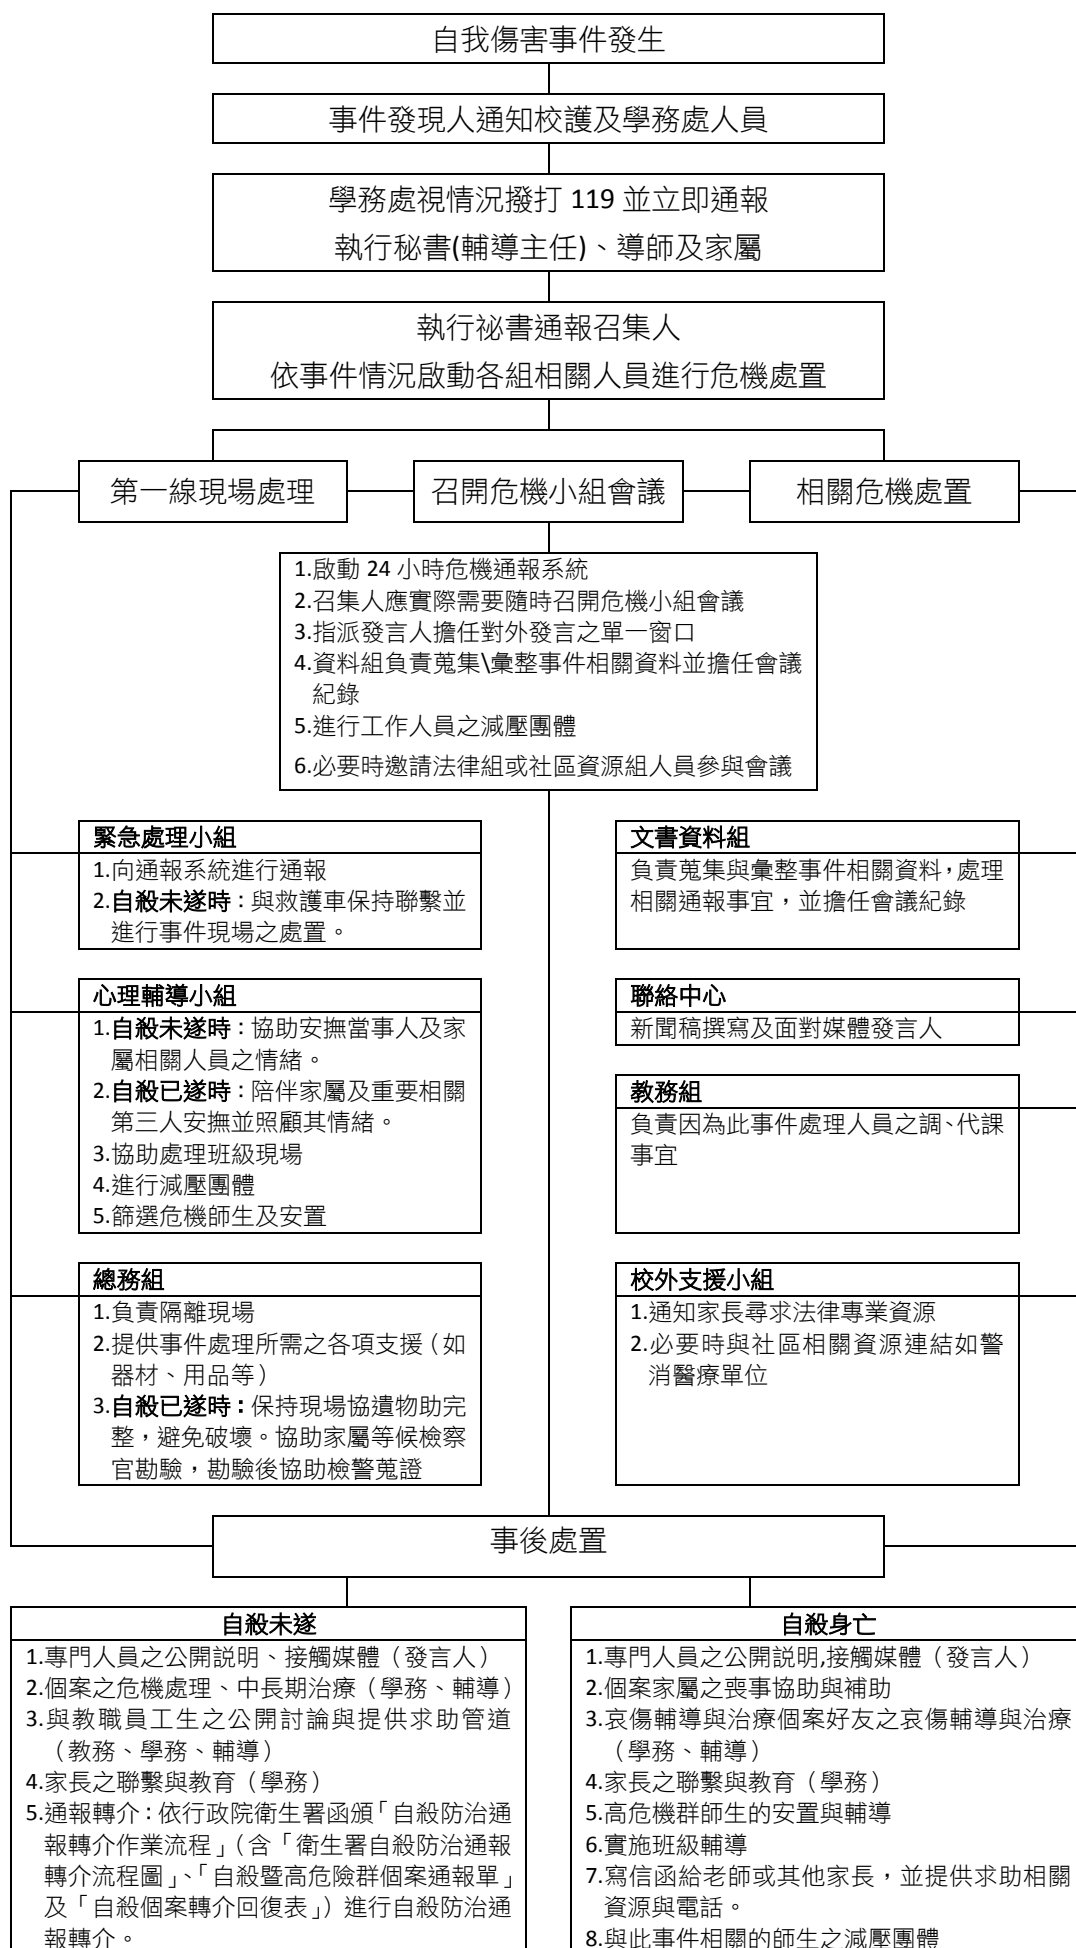 自我傷害事件發生
事件發現人通知校護及學務處人員
學務處視情況撥打 119 並立即通報
執行秘書(輔導主任)、導師及家屬
執行祕書通報召集人
依事件情況啟動各組相關人員進行危機處置
第一線現場處理
召開危機小組會議
相關危機處置
1.啟動 24 小時危機通報系統
2.召集人應實際需要隨時召開危機小組會議
3.指派發言人擔任對外發言之單一窗口
4.資料組負責蒐集\彙整事件相關資料並擔任會議
紀錄
5.進行工作人員之減壓團體
6.必要時邀請法律組或社區資源組人員參與會議
緊急處理小組
1.向通報系統進行通報
2.自殺未遂時：與救護車保持聯繫並
進行事件現場之處置。
心理輔導小組
1.自殺未遂時：協助安撫當事人及家
屬相關人員之情緒。
2.自殺已遂時：陪伴家屬及重要相關
第三人安撫並照顧其情緒。
3.協助處理班級現場
4.進行減壓團體
5.篩選危機師生及安置
總務組
1.負責隔離現場
2.提供事件處理所需之各項支援（如
器材、用品等）
3.自殺已遂時：保持現場協遺物助完
整，避免破壞。協助家屬等候檢察
官勘驗，勘驗後協助檢警蒐證
文書資料組
負責蒐集與彙整事件相關資料，處理
相關通報事宜，並擔任會議紀錄
聯絡中心
新聞稿撰寫及面對媒體發言人
教務組
負責因為此事件處理人員之調、代課
事宜
校外支援小組
1.通知家長尋求法律專業資源
2.必要時與社區相關資源連結如警
消醫療單位
事後處置
自殺未遂
1.專門人員之公開説明、接觸媒體（發言人）
2.個案之危機處理、中長期治療（學務、輔導）
3.與教職員工生之公開討論與提供求助管道
（教務、學務、輔導）
4.家長之聯繫與教育（學務）
5.通報轉介：依行政院衛生署函頒「自殺防治通
報轉介作業流程」（含「衛生署自殺防治通報
轉介流程圖」、「自殺暨高危險群個案通報單」
及「自殺個案轉介回復表」）進行自殺防治通
報轉介。
自殺身亡
1.專門人員之公開説明,接觸媒體（發言人）
2.個案家屬之喪事協助與補助
3.哀傷輔導與治療個案好友之哀傷輔導與治療
（學務、輔導）
4.家長之聯繫與教育（學務）
5.高危機群師生的安置與輔導
6.實施班級輔導
7.寫信函給老師或其他家長，並提供求助相關
資源與電話。
8.與此事件相關的師生之減壓團體